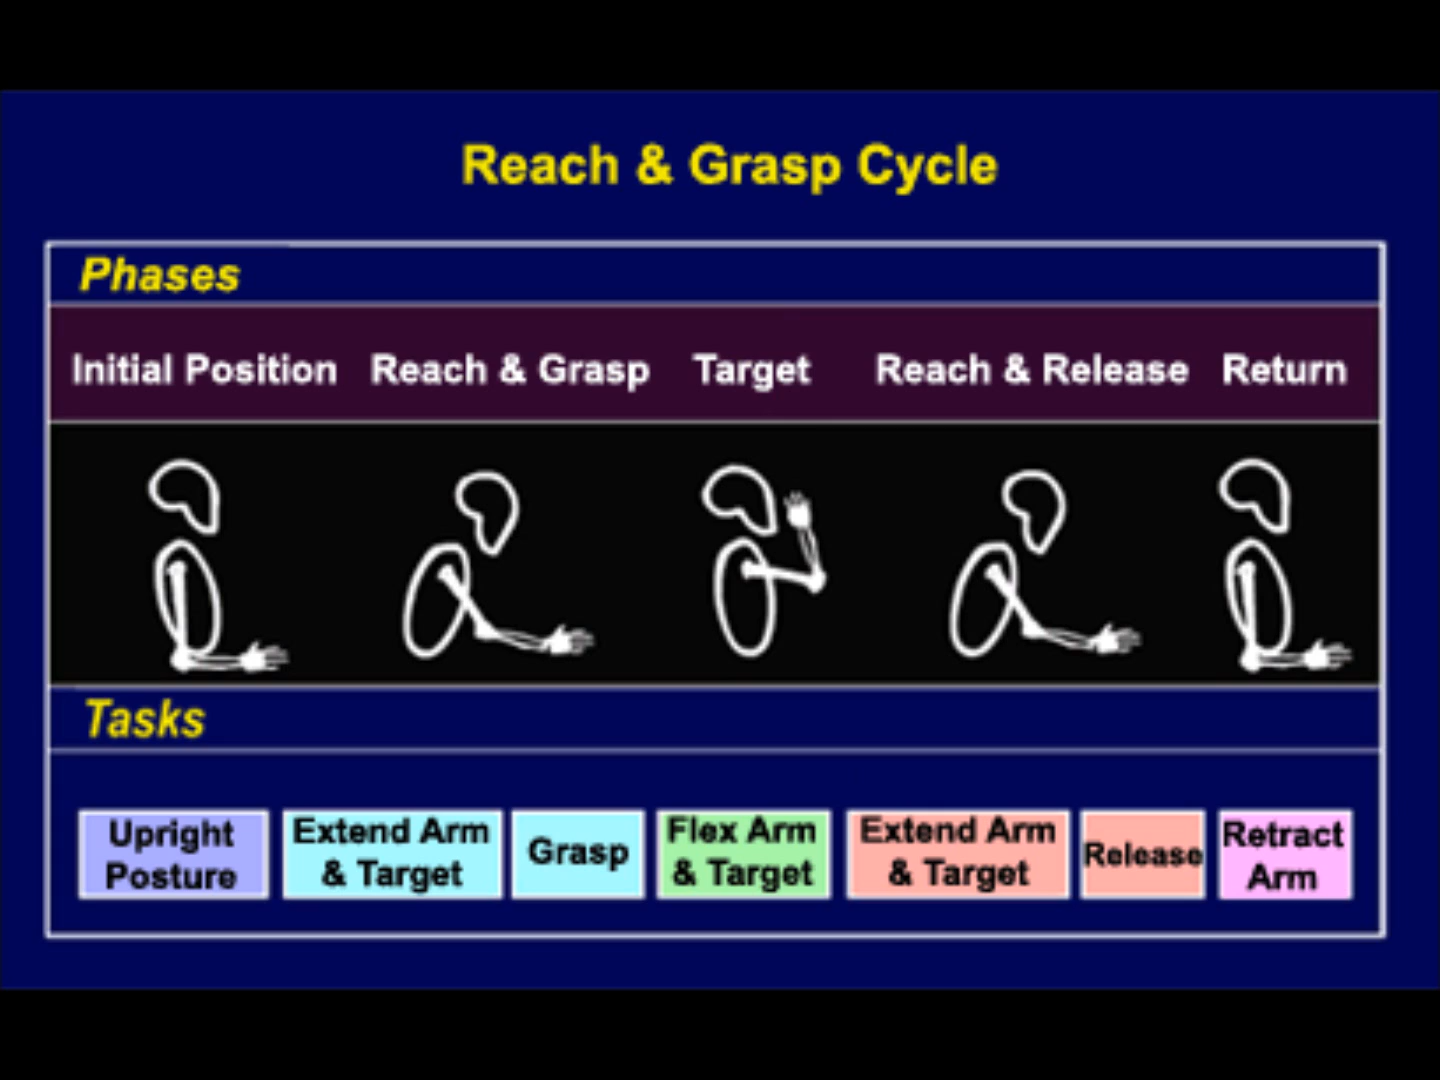 Reach & Grasp Cycle
Phases
Initial Position Reach & Grasp Target Reach & Release Return
Tasks
Upright Posture
Extend Arm & Target
Grasp
Flex Arm & Target
Extend Arm & Target
Release
Retract Arm